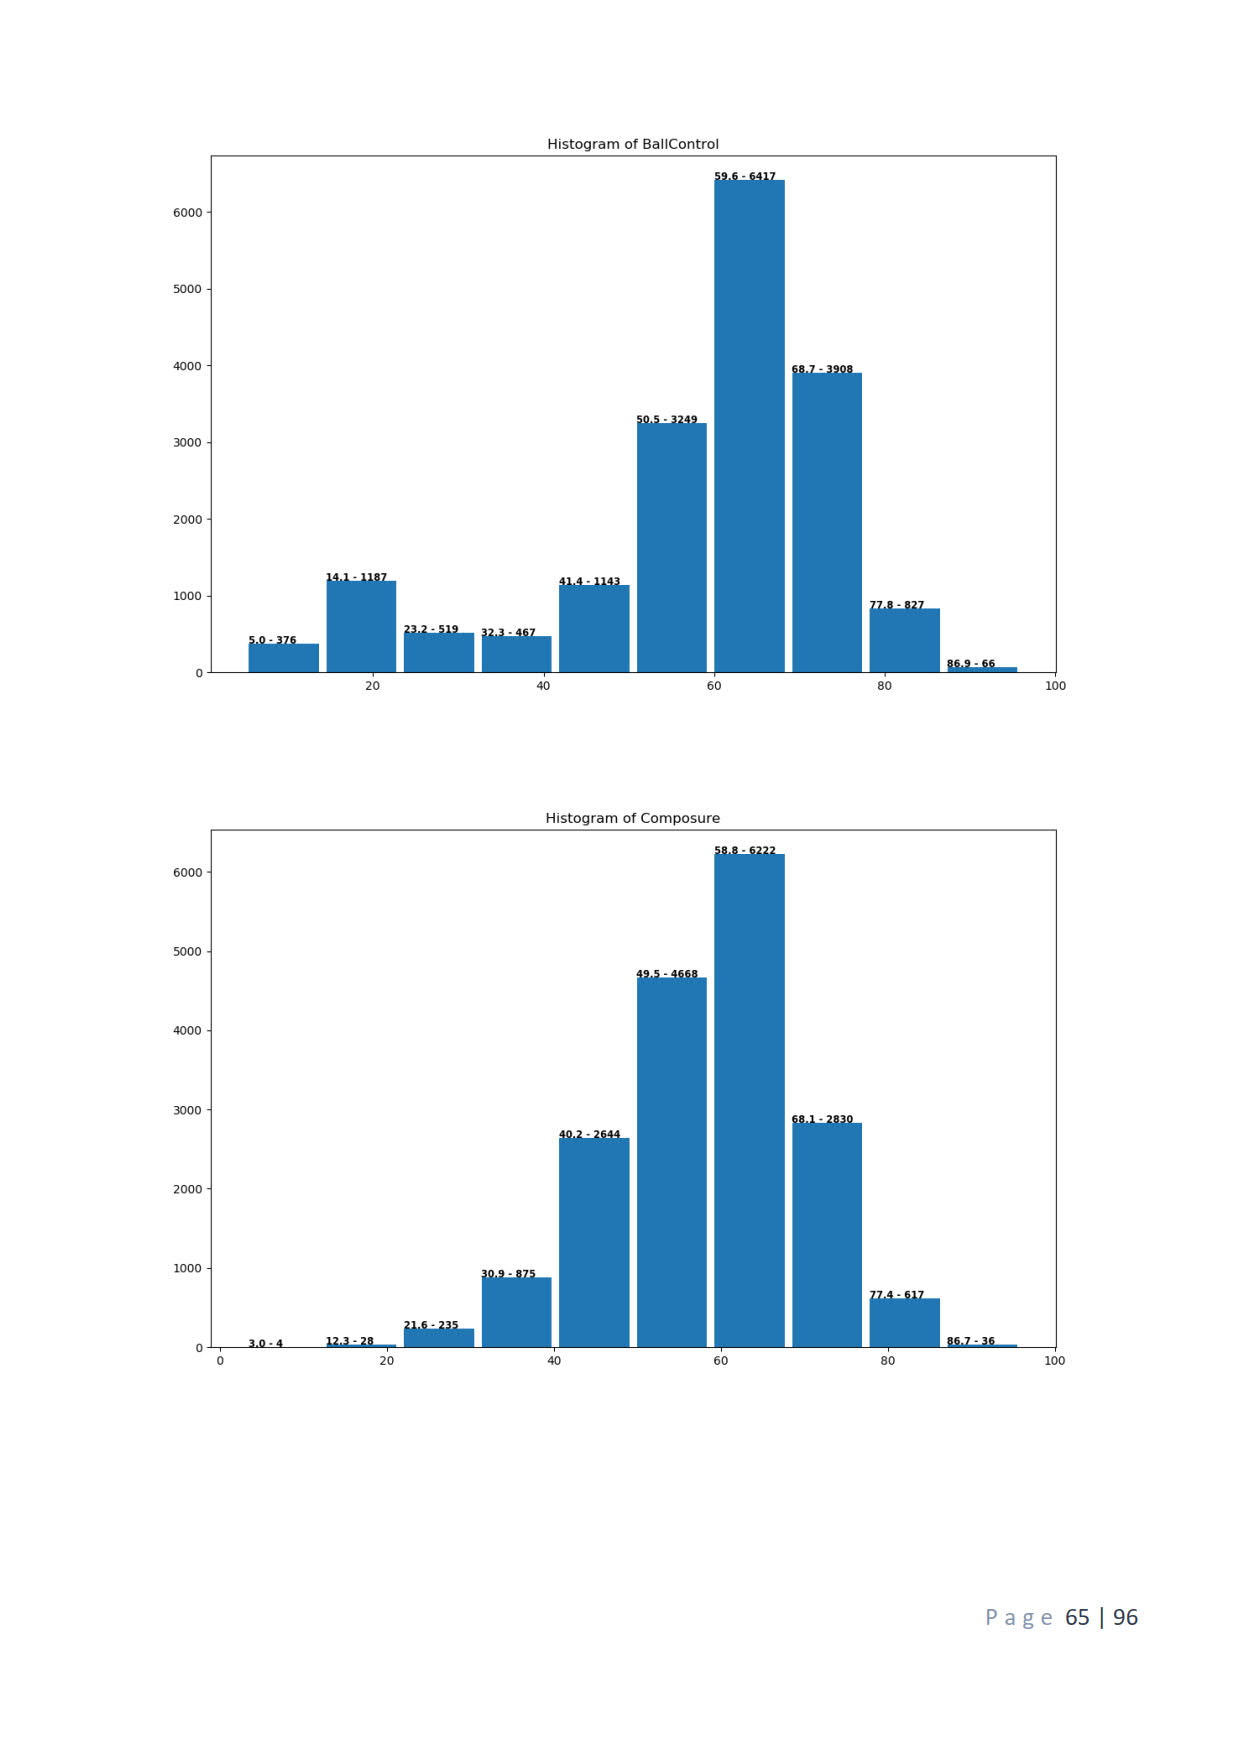 Histogram of BallControl
59.6 - 6417
6000
5000
4000
68.7 - 3908
50.5 - 3249
3000
2000
14.1 - 1187
41.4 - 1143
1000
77.8 - 827
23.2 - 519
32.3 - 467
5.0 - 376
86.9 - 66
0
20 40 60 80 100
Histogram of Composure
58.8 - 6222
6000
5000
49.5 - 4668
4000
3000
68.1 - 2830
40.2 - 2644
2000
1000
30.9 - 875
77.4 - 617
21.6 - 235
3.0 - 4
12.3 - 28
86.7 - 36
0
0 20 40 60 80 100
Page 65 | 96